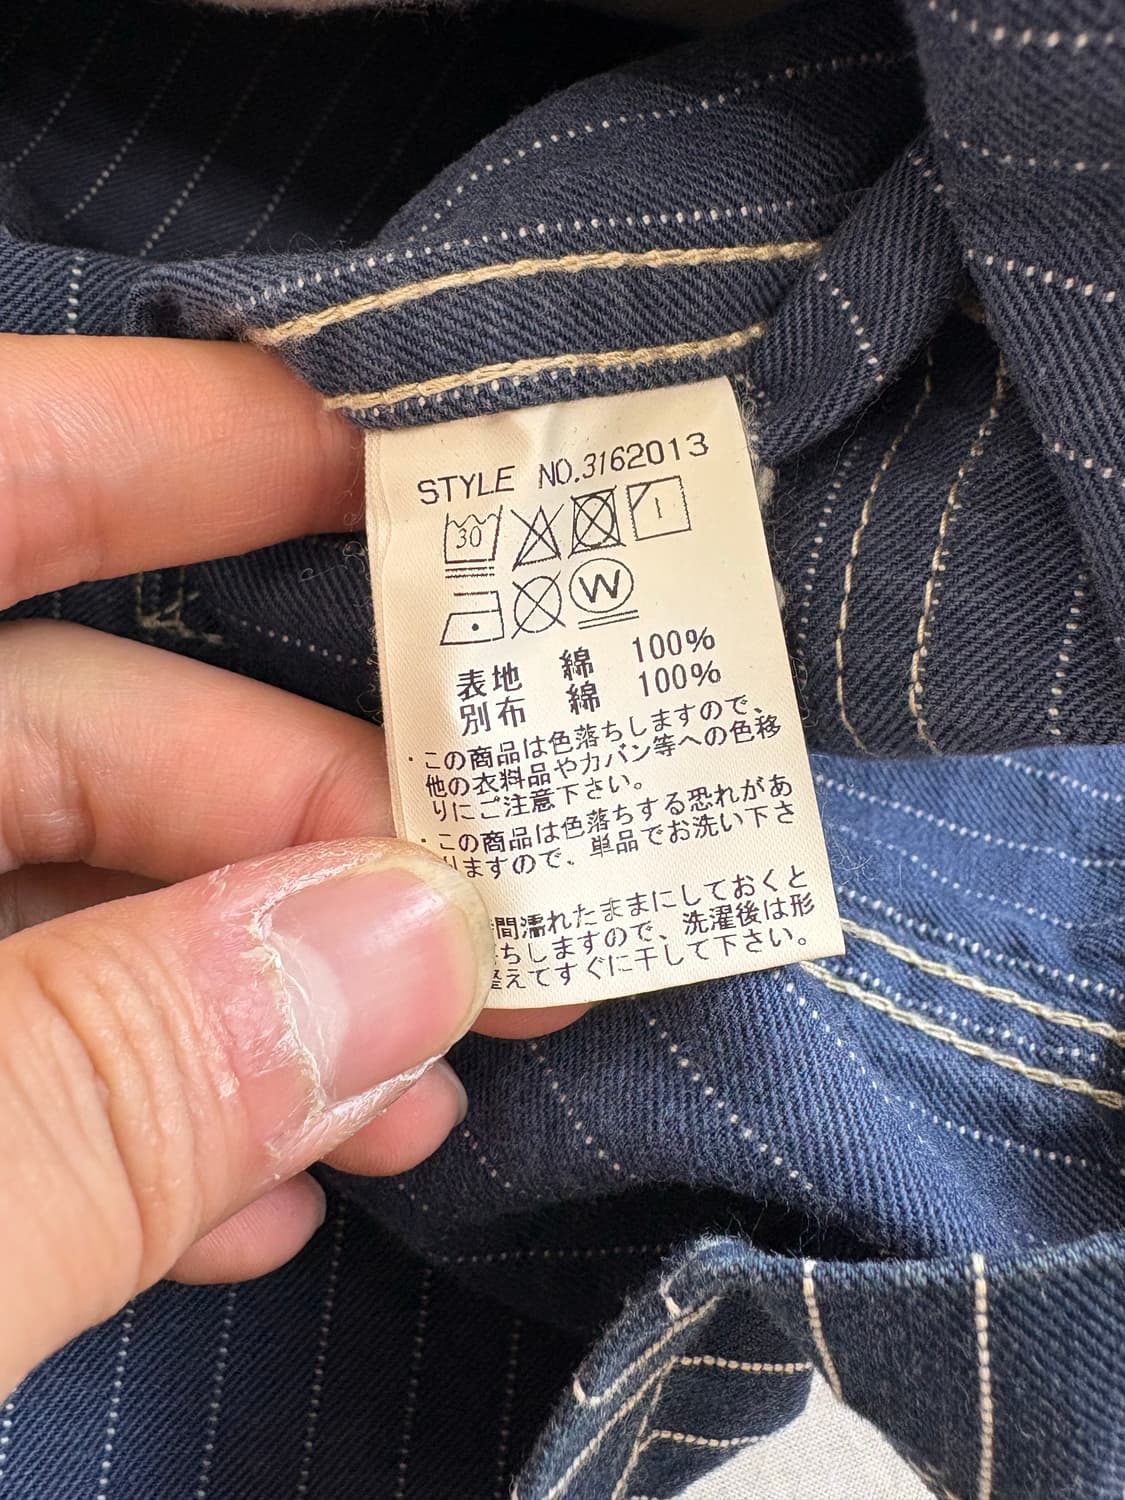 STYLE NO.3162013
30
W
表地 綿 100%
別布 綿 100%
・この商品は色落ちしますので、
他の衣料品やカバン等への色移
りにご注意下さい。
・この商品は色落ちする恐れがあ
りますので、単品でお洗い下さ
間濡れたままにしておくと
ちしますので、洗濯後は形
整えてすぐに干して下さい。